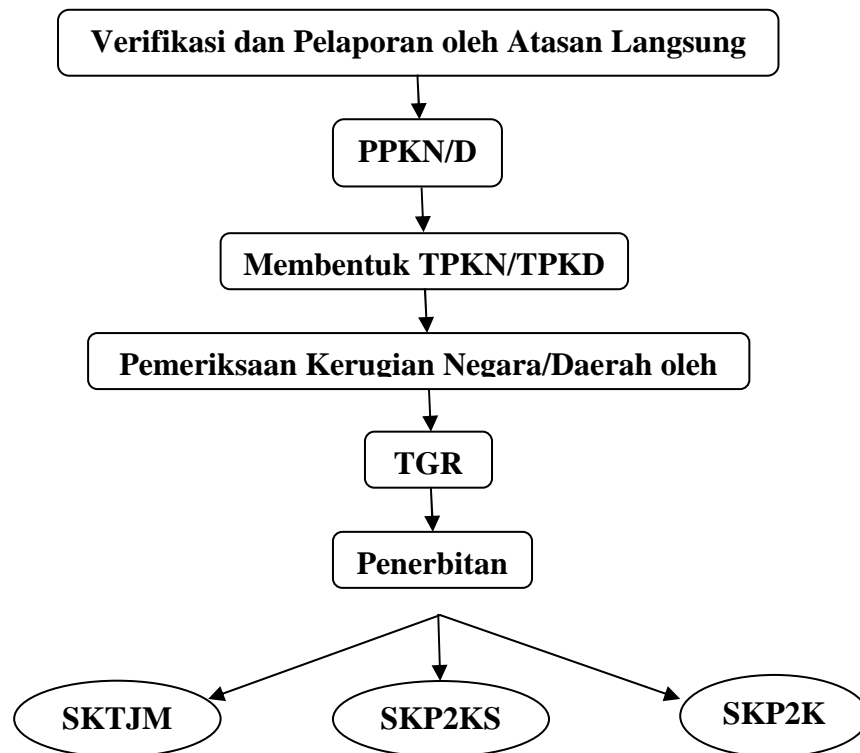 Verifikasi dan Pelaporan oleh Atasan Langsung
PPKN/D
Membentuk TPKN/TPKD
Pemeriksaan Kerugian Negara/Daerah oleh
TGR
Penerbitan
SKTJM
SKP2KS
SKP2K